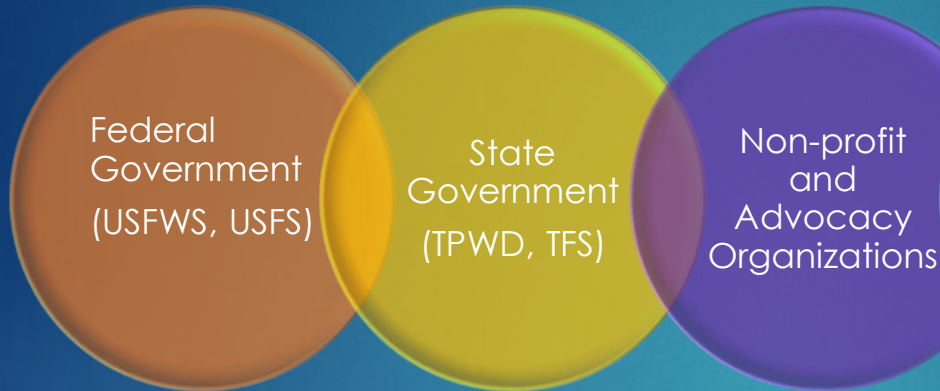 Federal
Government
(USFWS, USFS)
State
Government
(TPWD, TFS)
Non-profit
and
Advocacy
Organizations